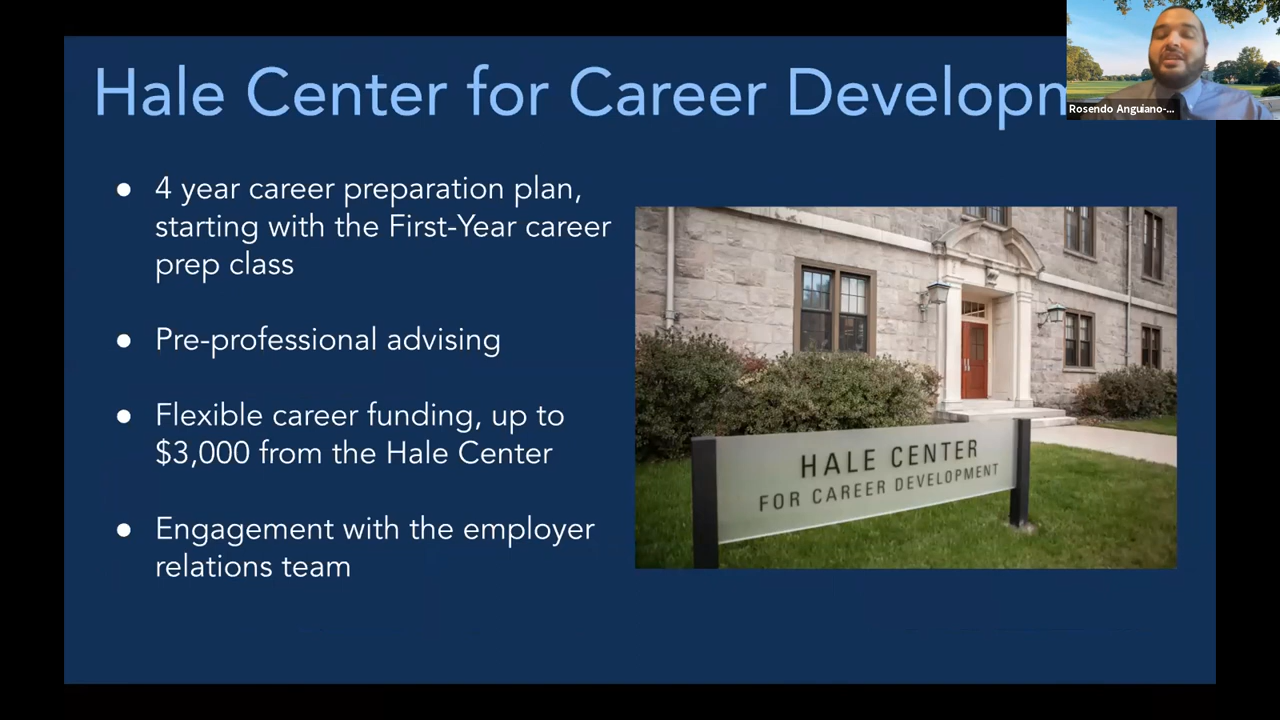 Hale Center for Career Developm
Rosendo Anguiano-...
4 year career preparation plan,
starting with the First-Year career
prep class
Pre-professional advising
Flexible career funding, up to
$3,000 from the Hale Center
Engagement with the employer
relations team
HALE CENTER
FOR CAREER DEVELOPMENT